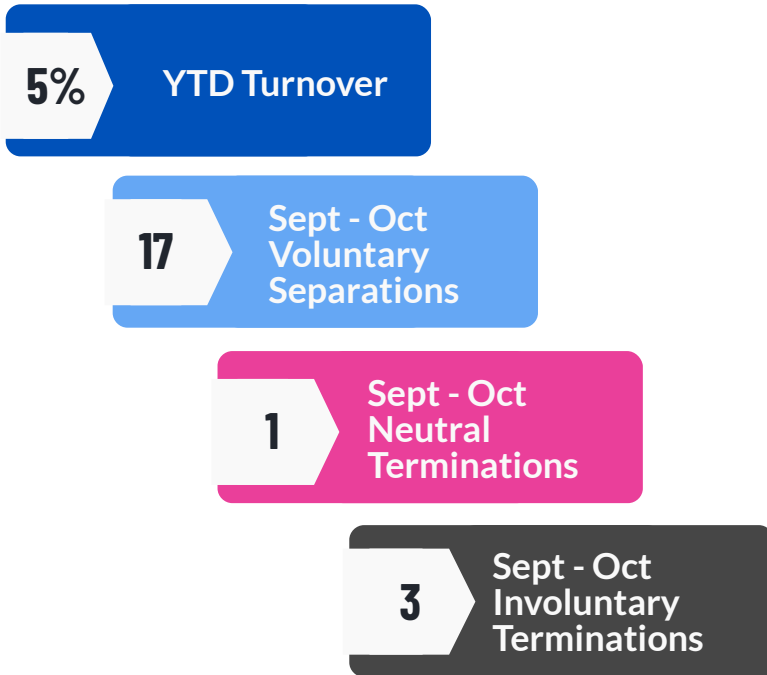 5%
YTD Turnover
17
Sept - Oct
Voluntary
Separations
1
Sept - Oct
Neutral
Terminations
3
Sept - Oct
Involuntary
Terminations